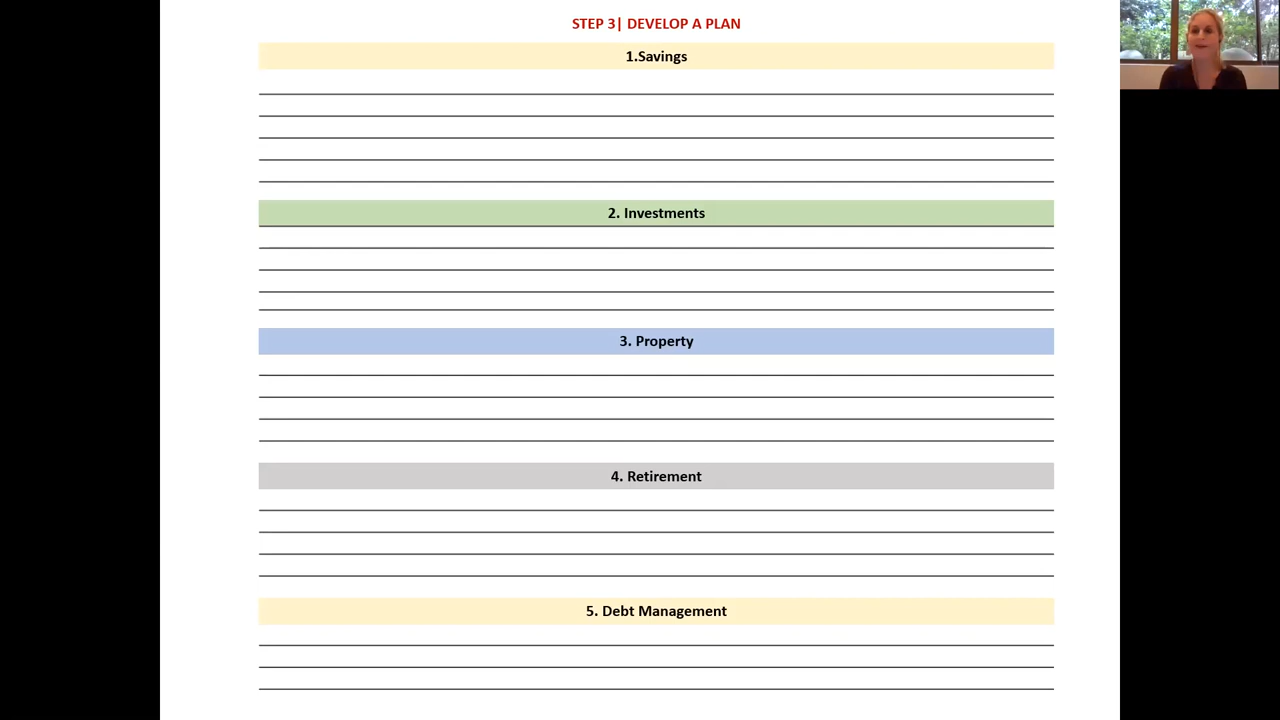 STEP 3| DEVELOP A PLAN
1.Savings
2. Investments
3. Property
4. Retirement
5. Debt Management